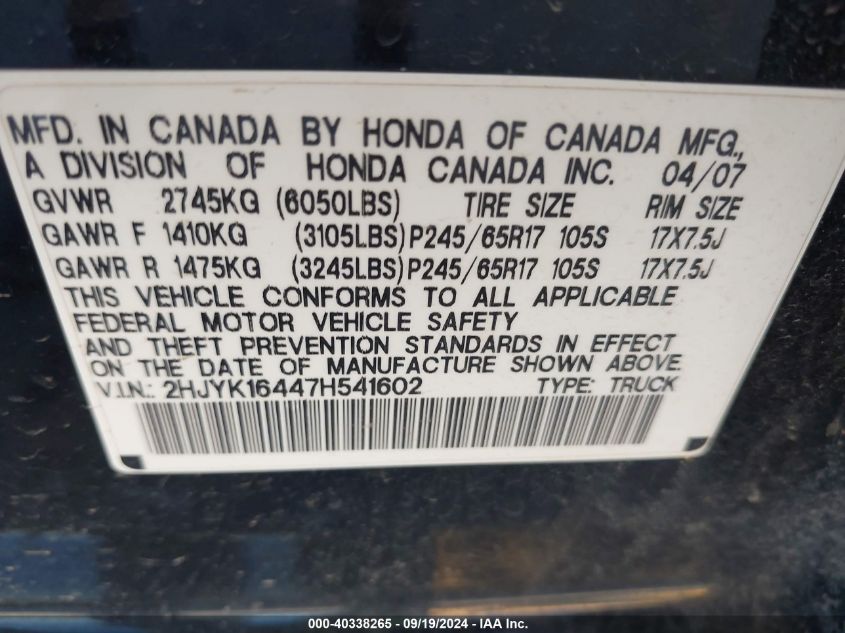 MFD. IN CANADA BY HONDA OF CANADA MFG.,
A DIVISION OF HONDA CANADA INC. 04/07
GVWR 2745KG (6050LBS) TIRE SIZE RIM SIZE
GAWR F 1410KG (3105LBS) P245/65R17 105S 17X7.5J
GAWR R 1475KG (3245LBS) P245/65R17 105S 17X7.5J
THIS VEHICLE CONFORMS TO ALL APPLICABLE
FEDERAL MOTOR VEHICLE SAFETY
AND THEFT PREVENTION STANDARDS IN EFFECT
ON THE DATE OF MANUFACTURE SHOWN ABOVE.
V.I.N.: 2HJYK16447H541602 TYPE: TRUCK
000-40338265 - 09/19/2024 - IAA Inc.